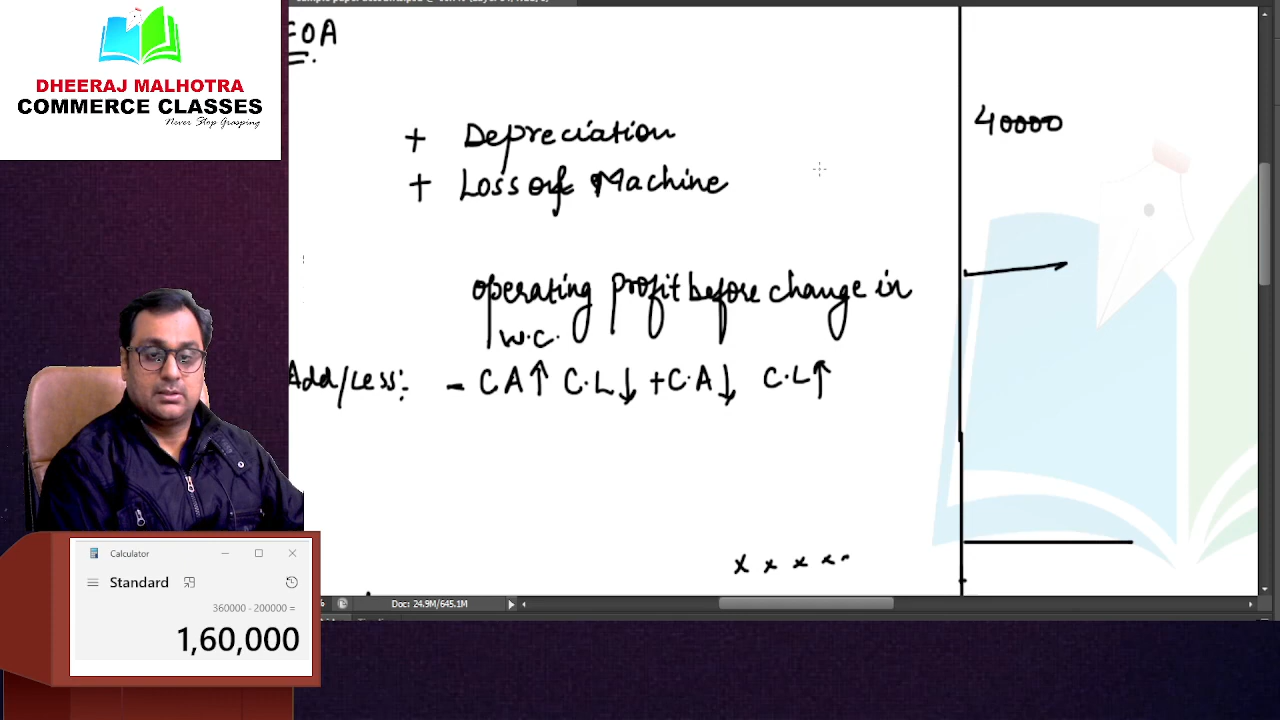 DHEERAJ MALHOTRA
COMMERCE CLASSES
Never Stop Grasping
FOA
40000
+ Depreciation
+ Loss of Machine
operating profit before change in
w.c.
Add/Less: - CA↑ C.L↓ +C.A↓ C.L↑
x x x x
Calculator
Standard
360000 - 200000 =
1,60,000
% Doc: 24.9M/645.1M